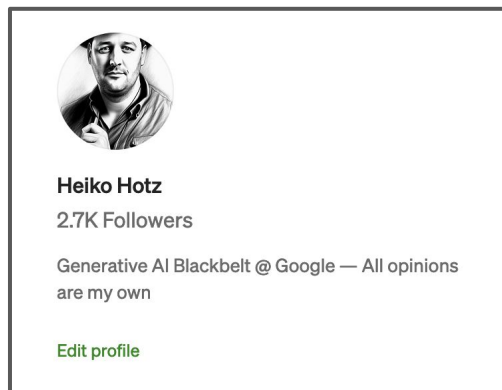 Heiko Hotz
2.7K Followers
Generative AI Blackbelt @ Google — All opinions
are my own
Edit profile